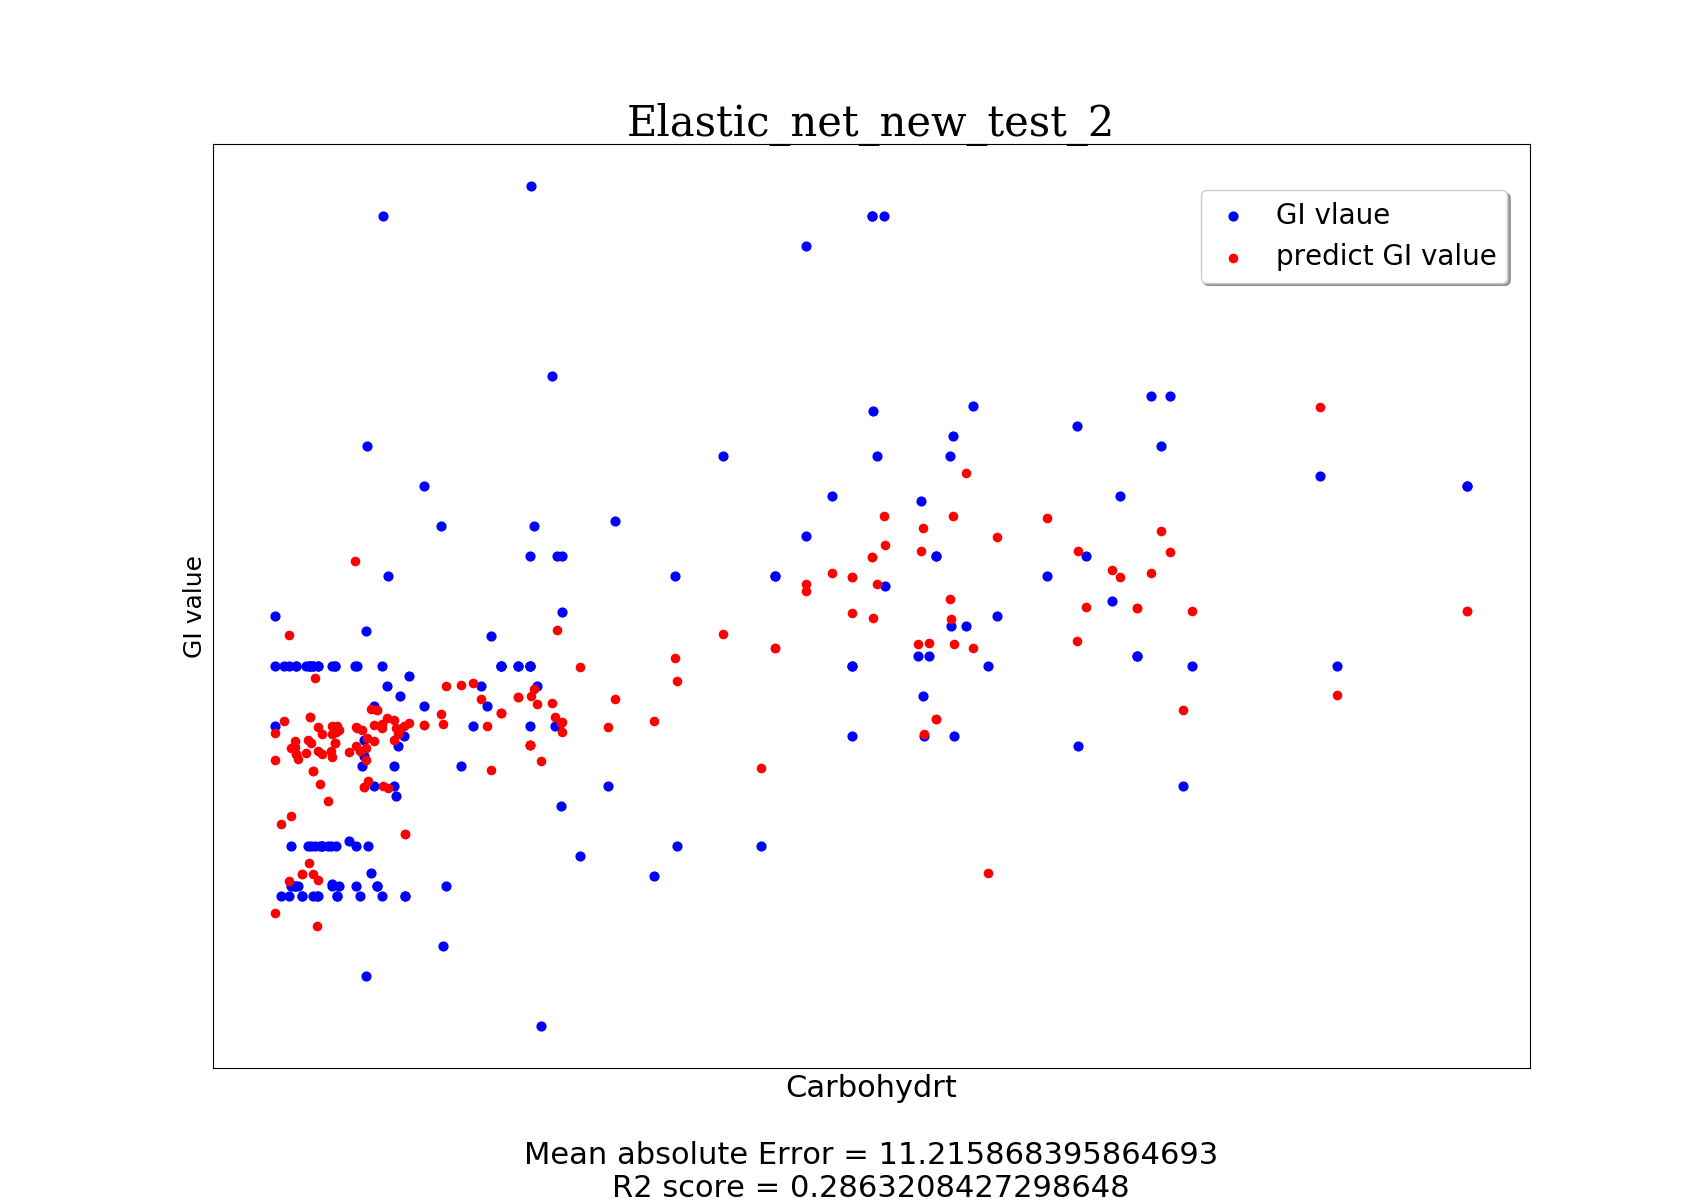 Elastic_net_new_test_2
GI vlaue
predict GI value
GI value
Carbohydrt
Mean absolute Error = 11.215868395864693
R2 score = 0.2863208427298648